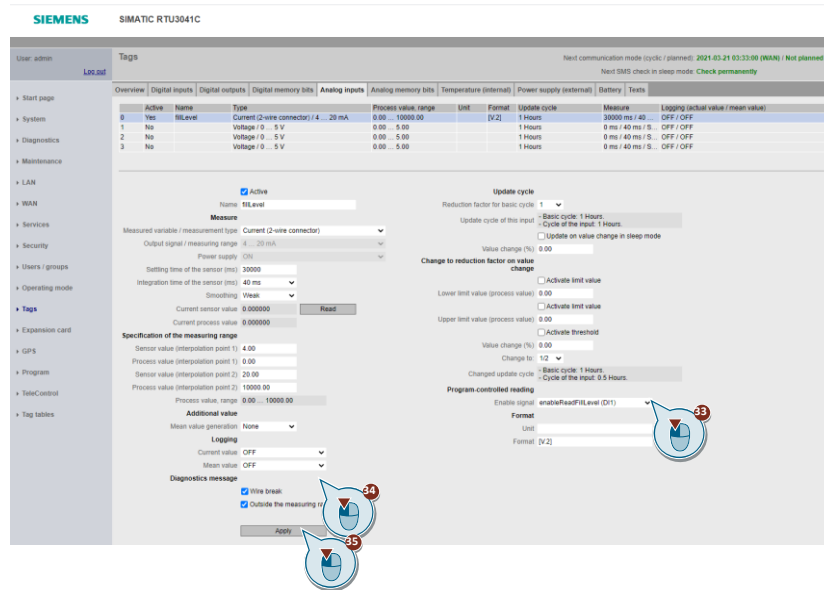 SIEMENS SIMATIC RTU3041C
User: admin
Log out
Tags
Next communication mode (cyclic / planned): 2021-03-21 03:33:00 (WAN) / Not planned
Next SMS check in sleep mode: Check permanently
Start page
System
Diagnostics
Maintenance
LAN
WAN
Services
Security
Users / groups
Operating mode
Tags
Expansion card
GPS
Program
TeleControl
Tag tables
Overview Digital inputs Digital outputs Digital memory bits Analog inputs Analog memory bits Temperature (internal) Power supply (external) Battery Texts
Active Name Type Process value, range Unit Format Update cycle Measure Logging (actual value / mean value)
0 Yes fillLevel Current (2-wire connector) / 4 ... 20 mA 0.00 ... 10000.00 [V.2] 1 Hours 30000 ms / 40 ... OFF / OFF
1 No Voltage / 0 ... 5 V 0.00 ... 5.00 1 Hours 0 ms / 40 ms / S... OFF / OFF
2 No Voltage / 0 ... 5 V 0.00 ... 5.00 1 Hours 0 ms / 40 ms / S... OFF / OFF
3 No Voltage / 0 ... 5 V 0.00 ... 5.00 1 Hours 0 ms / 40 ms / S... OFF / OFF
Active
Name fillLevel
Measure
Measured variable / measurement type Current (2-wire connector)
Output signal / measuring range 4 ... 20 mA
Power supply ON
Settling time of the sensor (ms) 30000
Integration time of the sensor (ms) 40 ms
Smoothing Weak
Current sensor value 0.000000 Read
Current process value 0.000000
Specification of the measuring range
Sensor value (interpolation point 1) 4.00
Process value (interpolation point 1) 0.00
Sensor value (interpolation point 2) 20.00
Process value (interpolation point 2) 10000.00
Process value, range 0.00 ... 10000.00
Additional value
Mean value generation None
Logging
Current value OFF
Mean value OFF
Diagnostics message
Wire break
Outside the measuring ra
Apply
Update cycle
Reduction factor for basic cycle 1
Update cycle of this input - Basic cycle: 1 Hours.
- Cycle of the input: 1 Hours.
Update on value change in sleep mode
Value change (%) 0.00
Change to reduction factor on value
change
Activate limit value
Lower limit value (process value) 0.00
Activate limit value
Upper limit value (process value) 0.00
Activate threshold
Value change (%) 0.00
Change to: 1/2
Changed update cycle - Basic cycle: 1 Hours.
- Cycle of the input: 0.5 Hours.
Program-controlled reading
Enable signal enableReadFillLevel (DI1)
Format
Unit
Format [V.2]
33
34
35